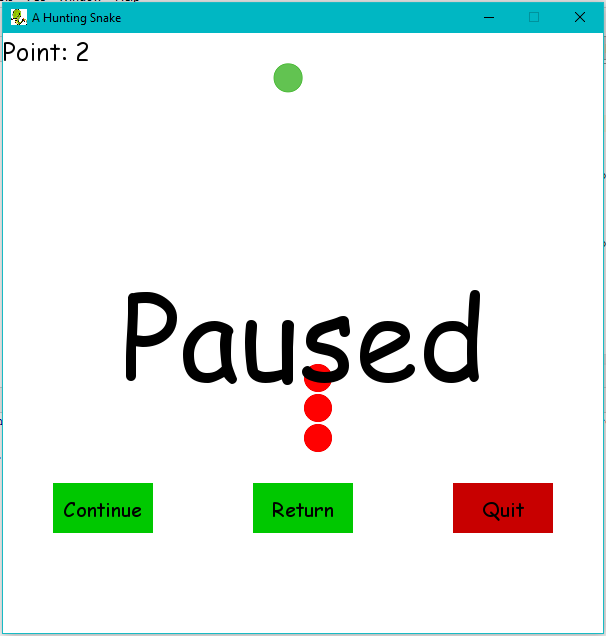 A Hunting Snake
Point: 2
Paused
Continue
Return
Quit